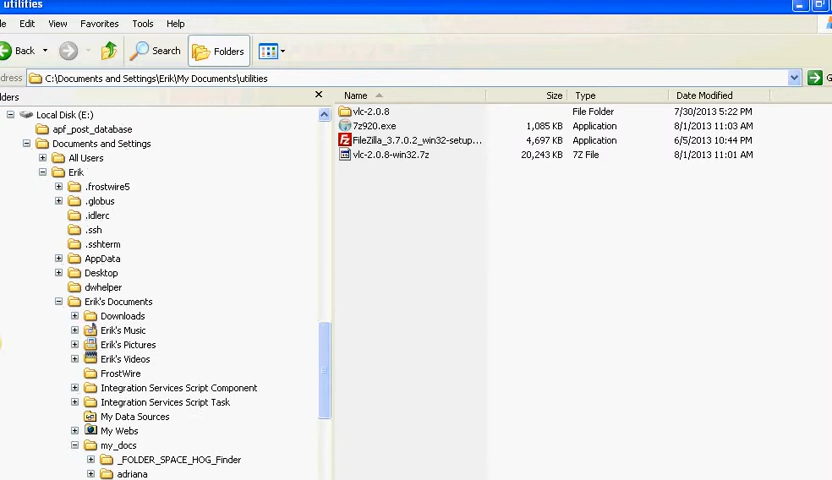 utilities
Edit View Favorites Tools Help
Back Search Folders
dress C:\Documents and Settings\Erik\My Documents\utilities
lders
Local Disk (E:)
apf_post_database
Documents and Settings
All Users
Erik
.frostwire5
.globus
.idlerc
.ssh
.sshterm
AppData
Desktop
dwhelper
Erik's Documents
Downloads
Erik's Music
Erik's Pictures
Erik's Videos
FrostWire
Integration Services Script Component
Integration Services Script Task
My Data Sources
My Webs
my_docs
_FOLDER_SPACE_HOG_Finder
adriana
Name Size Type Date Modified
vlc-2.0.8 File Folder 7/30/2013 5:22 PM
7z920.exe 1,085 KB Application 8/1/2013 11:03 AM
FileZilla_3.7.0.2_win32-setup... 4,697 KB Application 6/5/2013 10:44 PM
vlc-2.0.8-win32.7z 20,243 KB 7Z File 8/1/2013 11:01 AM